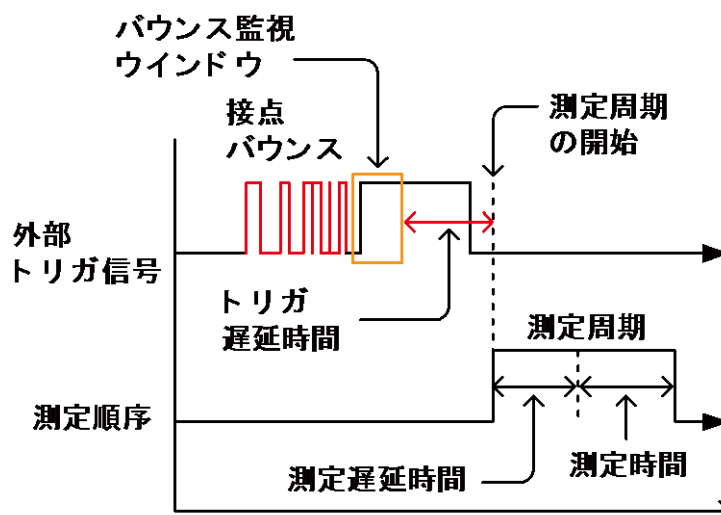 バウンス監視
ウインドウ
接点
バウンス
測定周期
の開始
外部
トリガ信号
トリガ
遅延時間
測定周期
測定順序
測定遅延時間
測定時間